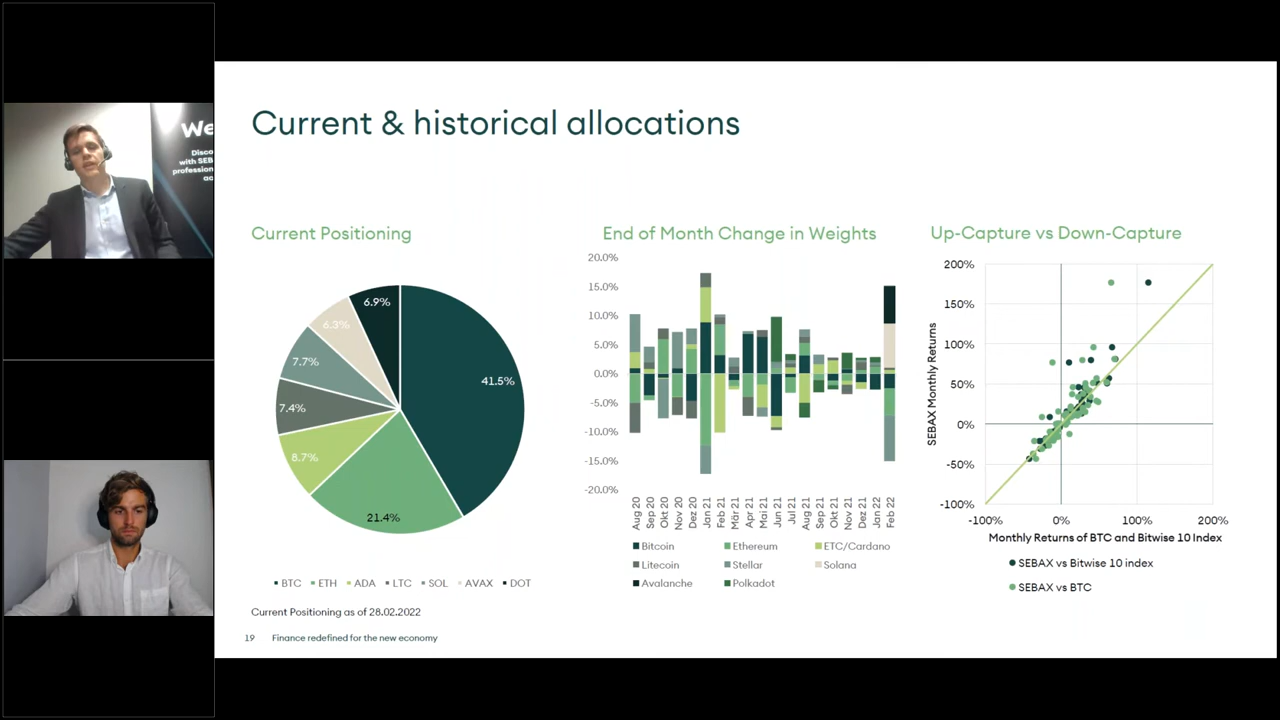 We
Disco
with SEB
profession
ac
Current & historical allocations
Current Positioning
6.9%
6.3%
7.7%
7.4%
8.7%
21.4%
41.5%
BTC ETH ADA LTC SOL AVAX DOT
Current Positioning as of 28.02.2022
19 Finance redefined for the new economy
End of Month Change in Weights
20.0%
15.0%
10.0%
5.0%
0.0%
-5.0%
-10.0%
-15.0%
-20.0%
Aug 20
Sep 20
Okt 20
Nov 20
Dez 20
Jan 21
Feb 21
Mär 21
Apr 21
Mai 21
Jun 21
Jul 21
Aug 21
Sep 21
Okt 21
Nov 21
Dez 21
Jan 22
Feb 22
Bitcoin Ethereum ETC/Cardano
Litecoin Stellar Solana
Avalanche Polkadot
Up-Capture vs Down-Capture
SEBAX Monthly Returns
200%
150%
100%
50%
0%
-50%
-100%
-100% 0% 100% 200%
Monthly Returns of BTC and Bitwise 10 Index
SEBAX vs Bitwise 10 index
SEBAX vs BTC